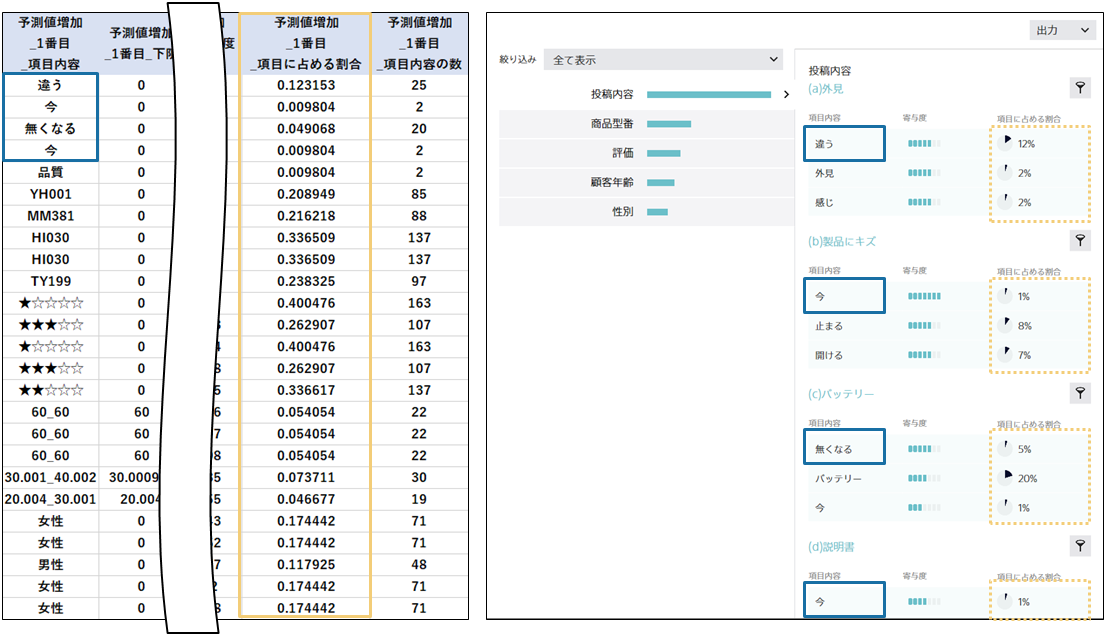 予測値増加 _1番目 _項目内容 予測値増加 _1番目_下限 度 予測値増加 _1番目 _項目に占める割合 予測値増加 _1番目 _項目内容の数
違う 0 0.123153 25
今 0 0.009804 2
無くなる 0 0.049068 20
今 0 0.009804 2
品質 0 0.009804 2
YH001 0 0.208949 85
MM381 0 0.216218 88
HI030 0 0.336509 137
HI030 0 0.336509 137
TY199 0 0.238325 97
★☆☆☆☆ 0 0.400476 163
★★★☆☆ 0 0.262907 107
★☆☆☆☆ 0 0.400476 163
★★★☆☆ 0 0.262907 107
★★☆☆☆ 0 5 0.336617 137
60_60 60 6 0.054054 22
60_60 60 7 0.054054 22
60_60 60 08 0.054054 22
30.001_40.002 30.0009 35 0.073711 30
20.004_30.001 20.004 55 0.046677 19
女性 0 33 0.174442 71
女性 0 32 0.174442 71
男性 0 7 0.117925 48
女性 0 2 0.174442 71
女性 0 0.174442 71
出力
絞り込み 全て表示
投稿内容
商品型番
評価
顧客年齢
性別
投稿内容
(a)外見
項目内容 寄与度 項目に占める割合
違う 12%
外見 2%
感じ 2%
(b)製品にキズ
項目内容 寄与度 項目に占める割合
今 1%
止まる 8%
開ける 7%
(c)バッテリー
項目内容 寄与度 項目に占める割合
無くなる 5%
バッテリー 20%
今 1%
(d)説明書
項目内容 寄与度 項目に占める割合
今 1%